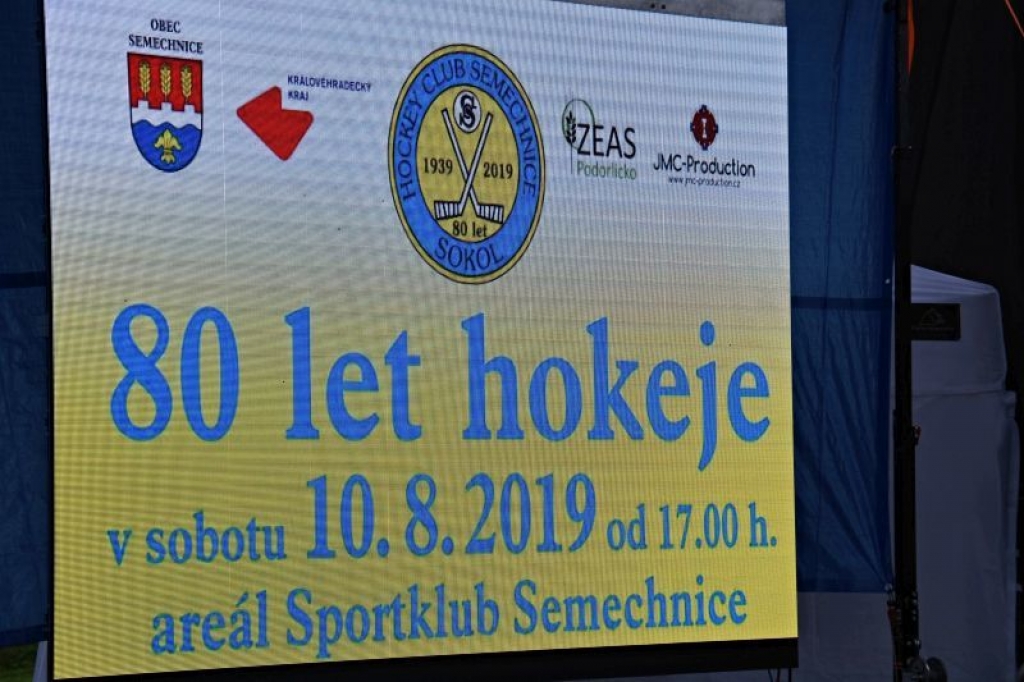 OBEC
SEMECHNICE
KRÁLOVÉHRADECKÝ
KRAJ
HOCKEY CLUB SEMECHNICE
1939 2019
80 let
SOKOL
ZEAS
Podorlicko
JMC-Production
www.jmc-production.cz
80 let hokeje
v sobotu 10. 8. 2019 od 17.00 h.
areál Sportklub Semechnice